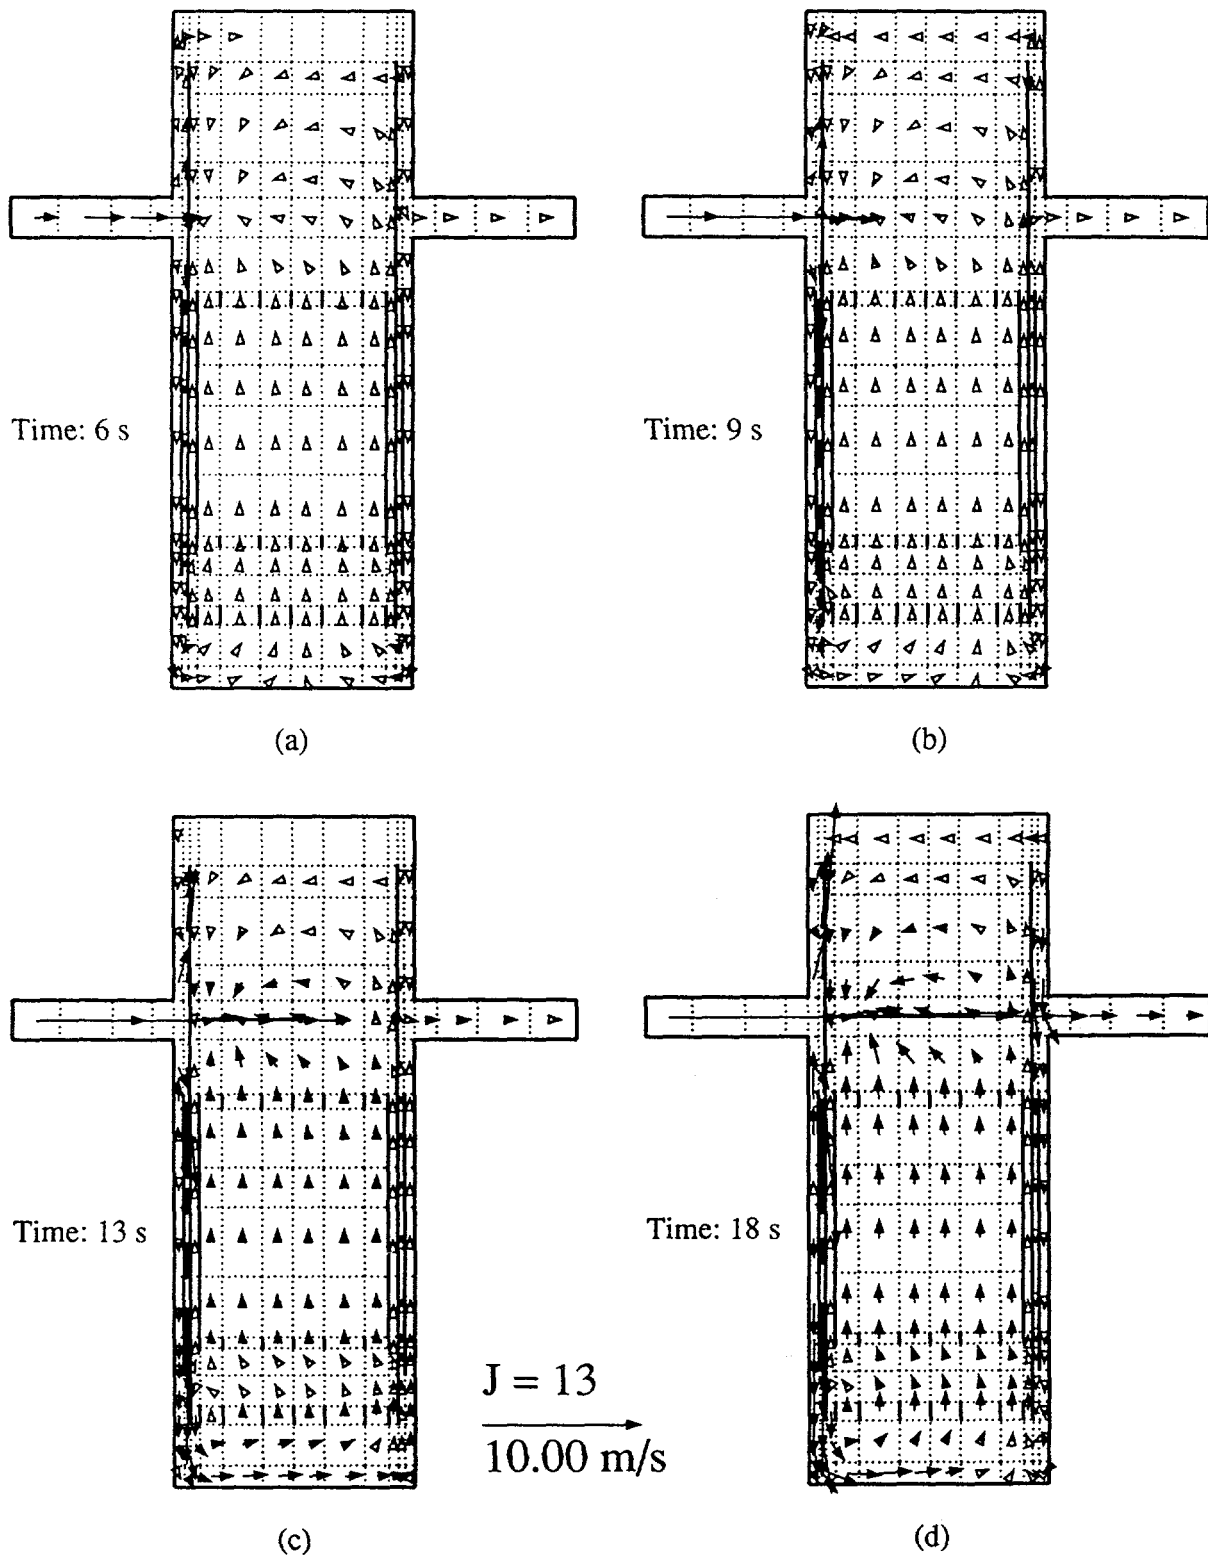 Time: 6 s
Time: 9 s
(a)
(b)
Time: 13 s
Time: 18 s
J = 13
10.00 m/s
(c)
(d)